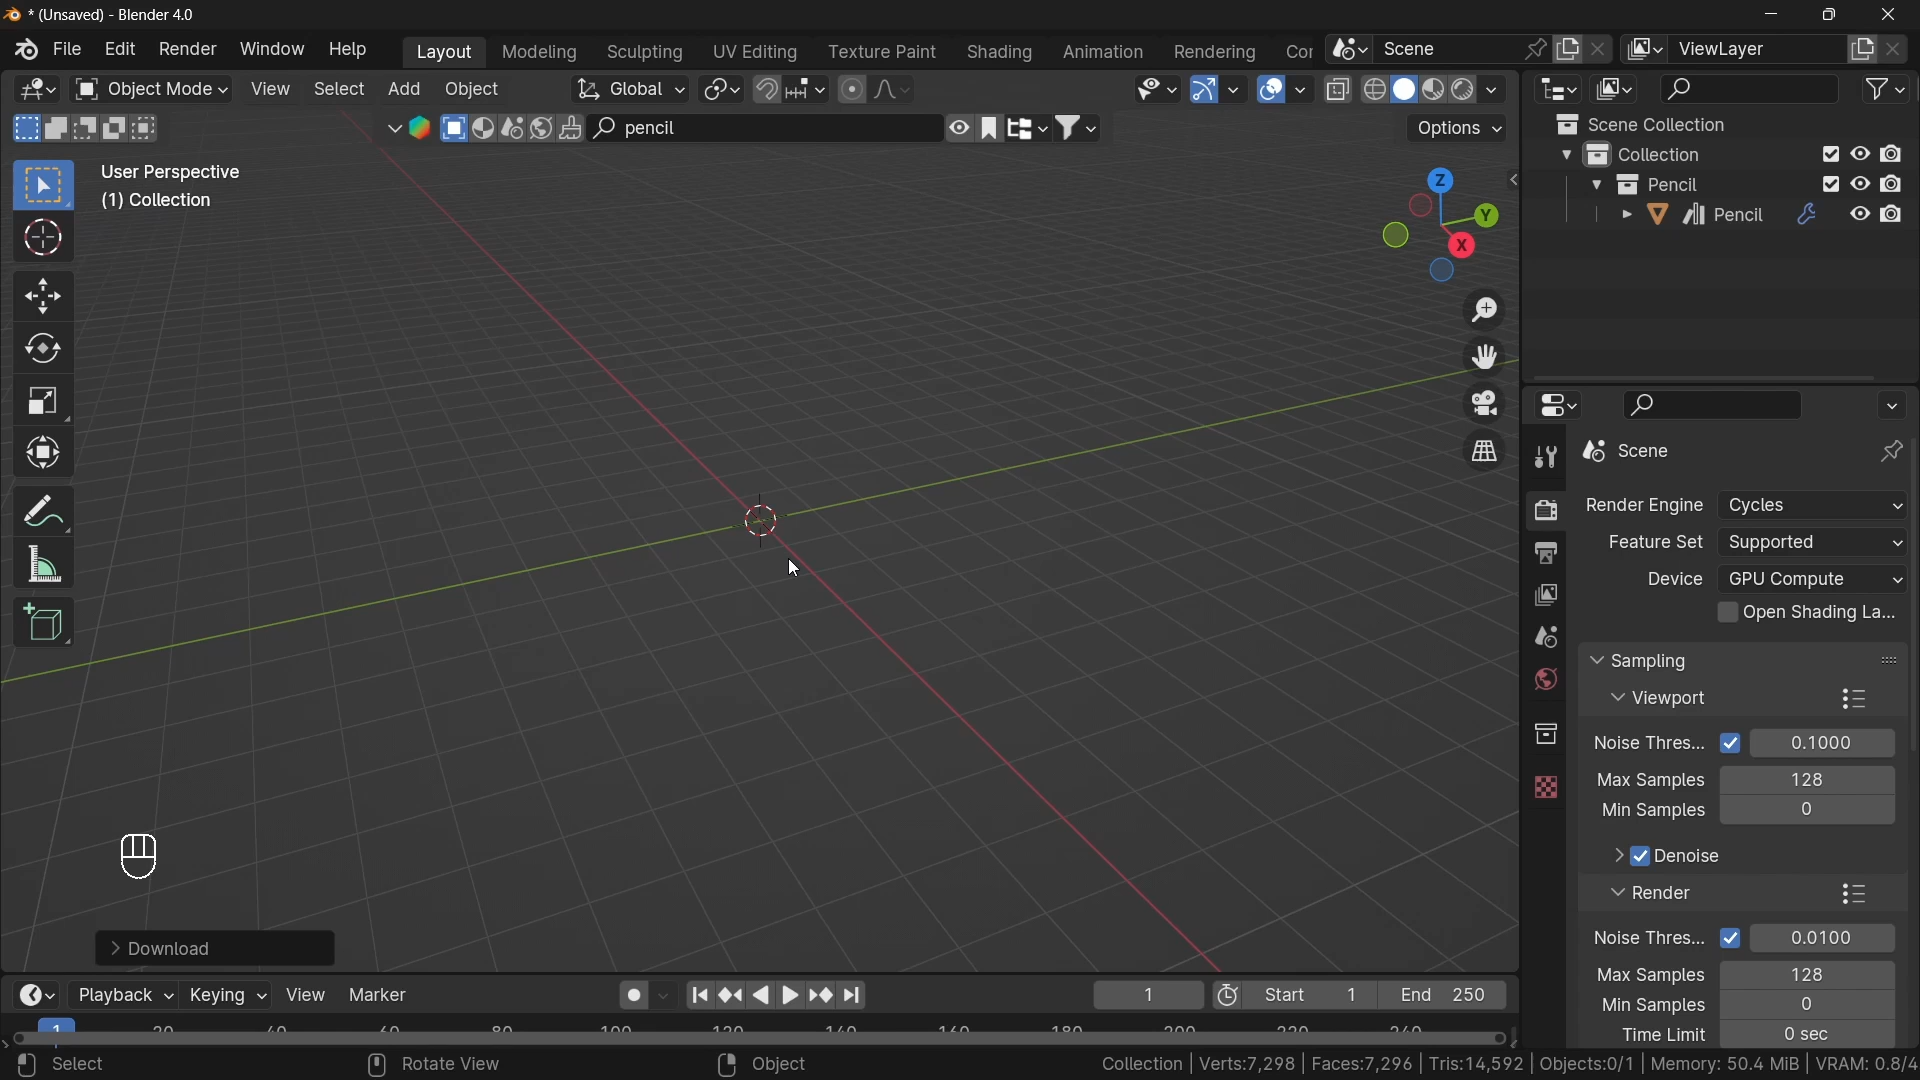 * (Unsaved) - Blender 4.0
File Edit Render Window Help
Layout Modeling Sculpting UV Editing Texture Paint Shading Animation Rendering Cor
Scene
ViewLayer
Object Mode View Select Add Object
Global
pencil
Options
User Perspective
(1) Collection
Z
Y
X
Scene Collection
Collection
Pencil
Pencil
Scene
Render Engine Cycles
Feature Set Supported
Device GPU Compute
Open Shading La...
Sampling
Viewport
Noise Thres... 0.1000
Max Samples 128
Min Samples 0
Denoise
Render
Noise Thres... 0.0100
Max Samples 128
Min Samples 0
Time Limit 0 sec
Download
Playback Keying View Marker
1
Start 1 End 250
1 20 40 60 80 100 120 140 160 180 200 220 240
Select Rotate View Object
Collection | Verts:7,298 | Faces:7,296 | Tris:14,592 | Objects:0/1 | Memory: 50.4 MiB | VRAM: 0.8/4